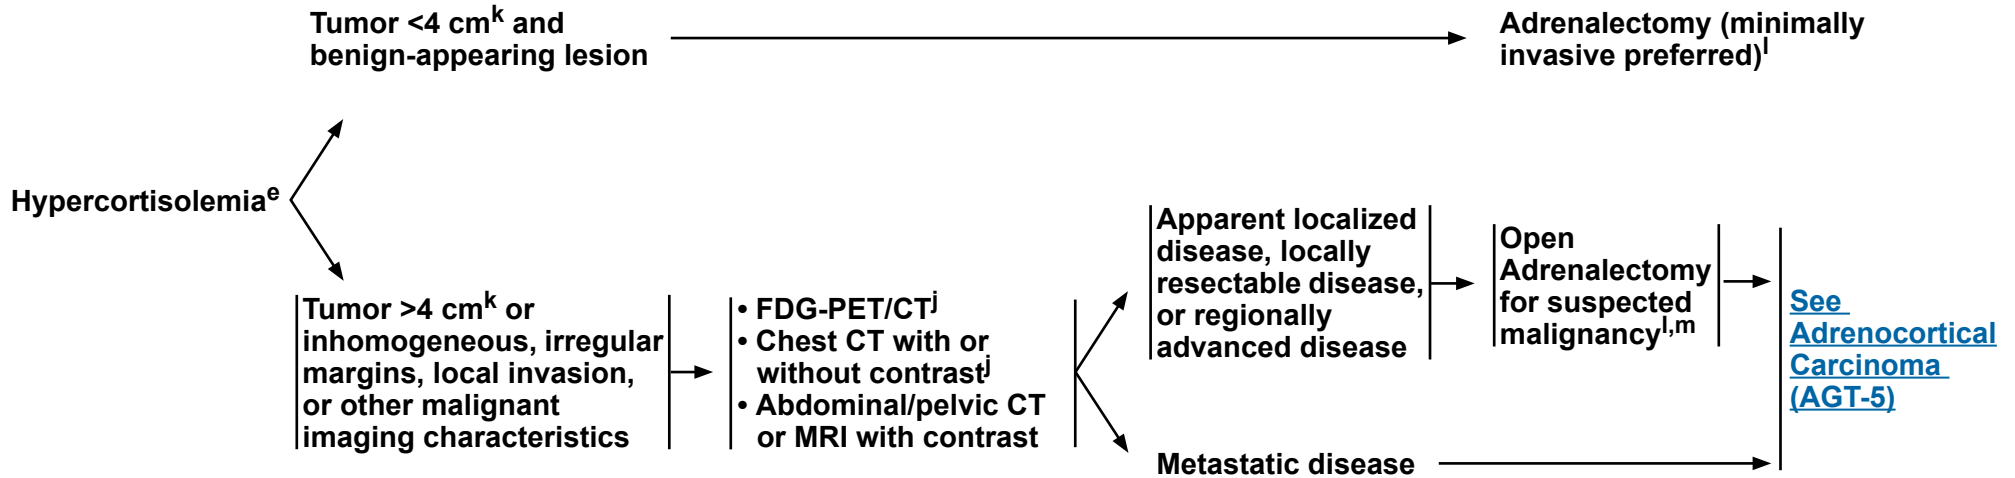 Tumor <4 cmk and
benign-appearing lesion
Adrenalectomy (minimally
invasive preferred)l
Hypercortisolemiae
Tumor >4 cmk or
inhomogeneous, irregular
margins, local invasion,
or other malignant
imaging characteristics
• FDG-PET/CTj
• Chest CT with or
without contrastj
• Abdominal/pelvic CT
or MRI with contrast
Apparent localized
disease, locally
resectable disease,
or regionally
advanced disease
Open
Adrenalectomy
for suspected
malignancyl,m
Metastatic disease
See
Adrenocortical
Carcinoma
(AGT-5)